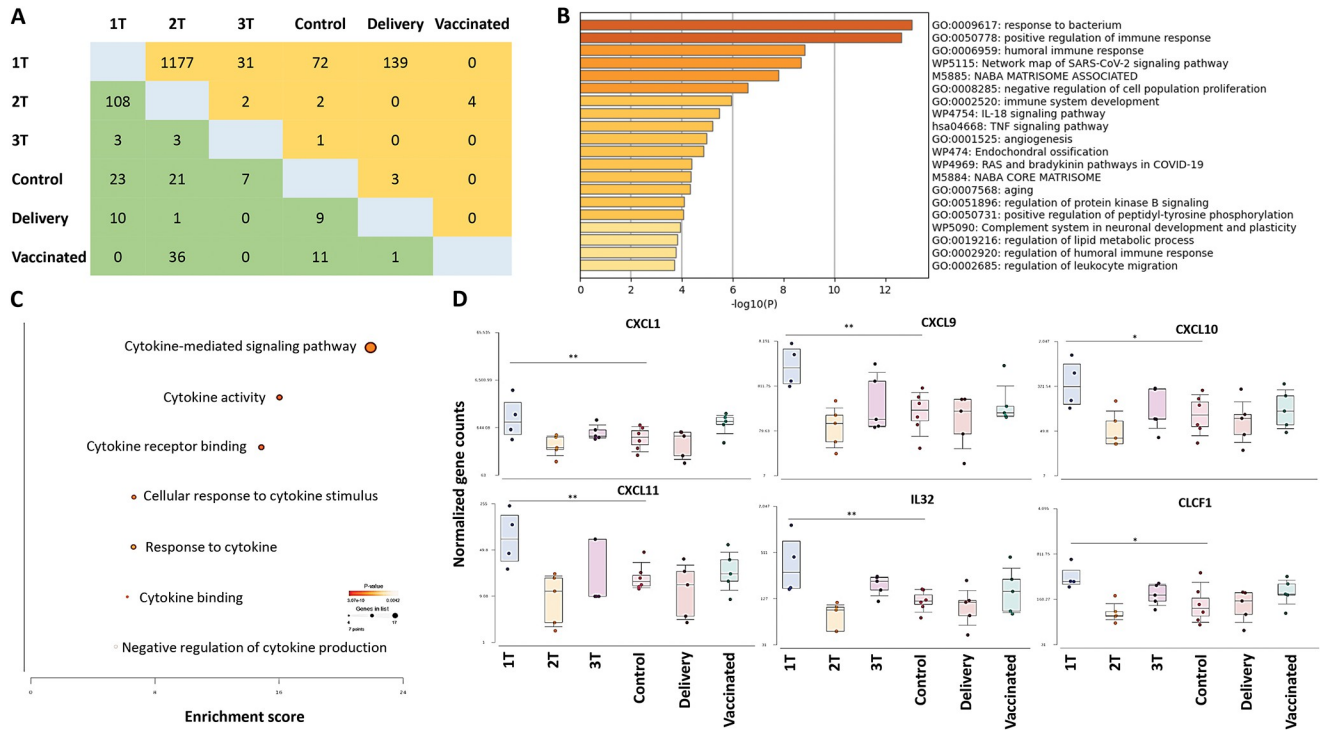 A
1T 2T 3T Control Delivery Vaccinated
1T 1177 31 72 139 0
2T 108 2 2 0 4
3T 3 3 1 0 0
Control 23 21 7 3 0
Delivery 10 1 0 9 0
Vaccinated 0 36 0 11 1
B
GO:0009617: response to bacterium
GO:0050778: positive regulation of immune response
GO:0006959: humoral immune response
WP5115: Network map of SARS-CoV-2 signaling pathway
M5885: NABA MATRISOME ASSOCIATED
GO:0008285: negative regulation of cell population proliferation
GO:0002520: immune system development
WP4754: IL-18 signaling pathway
hsa04668: TNF signaling pathway
GO:0001525: angiogenesis
WP474: Endochondral ossification
WP4969: RAS and bradykinin pathways in COVID-19
M5884: NABA CORE MATRISOME
GO:0007568: aging
GO:0051896: regulation of protein kinase B signaling
GO:0050731: positive regulation of peptidyl-tyrosine phosphorylation
WP5090: Complement system in neuronal development and plasticity
GO:0019216: regulation of lipid metabolic process
GO:0002920: regulation of humoral immune response
GO:0002685: regulation of leukocyte migration
0 2 4 6 8 10 12
-log10(P)
C
Cytokine-mediated signaling pathway
Cytokine activity
Cytokine receptor binding
Cellular response to cytokine stimulus
Response to cytokine
Cytokine binding
Negative regulation of cytokine production
P-value
0.0042
Genes in list
4 17
7 points
0 8 16 24
Enrichment score
D
Normalized gene counts
CXCL1
**
CXCL9
**
CXCL10
*
CXCL11
**
255
1
IL32
**
2,047
CLCF1
*
1T 2T 3T Control Delivery Vaccinated
1T 2T 3T Control Delivery Vaccinated
1T 2T 3T Control Delivery Vaccinated